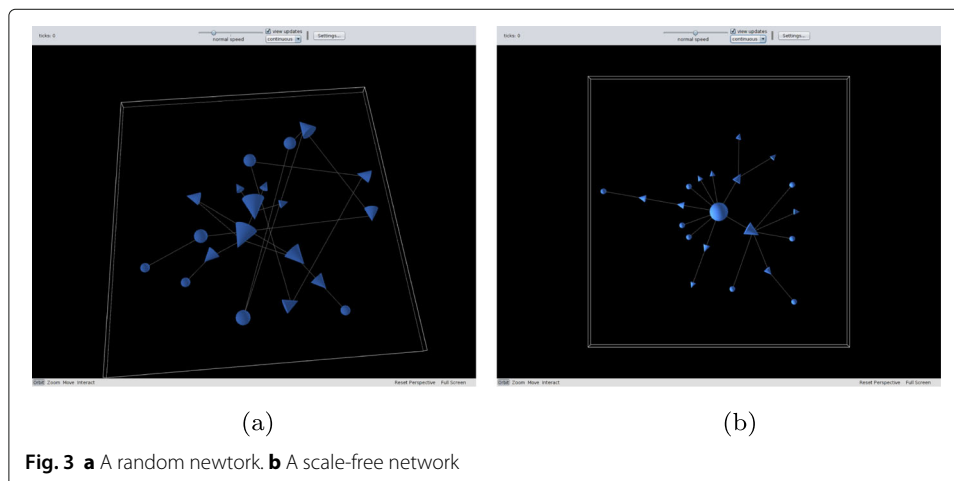 ticks: 0
view updates
normal speed
continuous
Settings...
ticks: 0
view updates
normal speed
continuous
Settings...
Orbit Zoom Move Interact
Reset Perspective Full Screen
Orbit Zoom Move Interact
Reset Perspective Full Screen
(a)
(b)
Fig. 3 a A random newtork. b A scale-free network